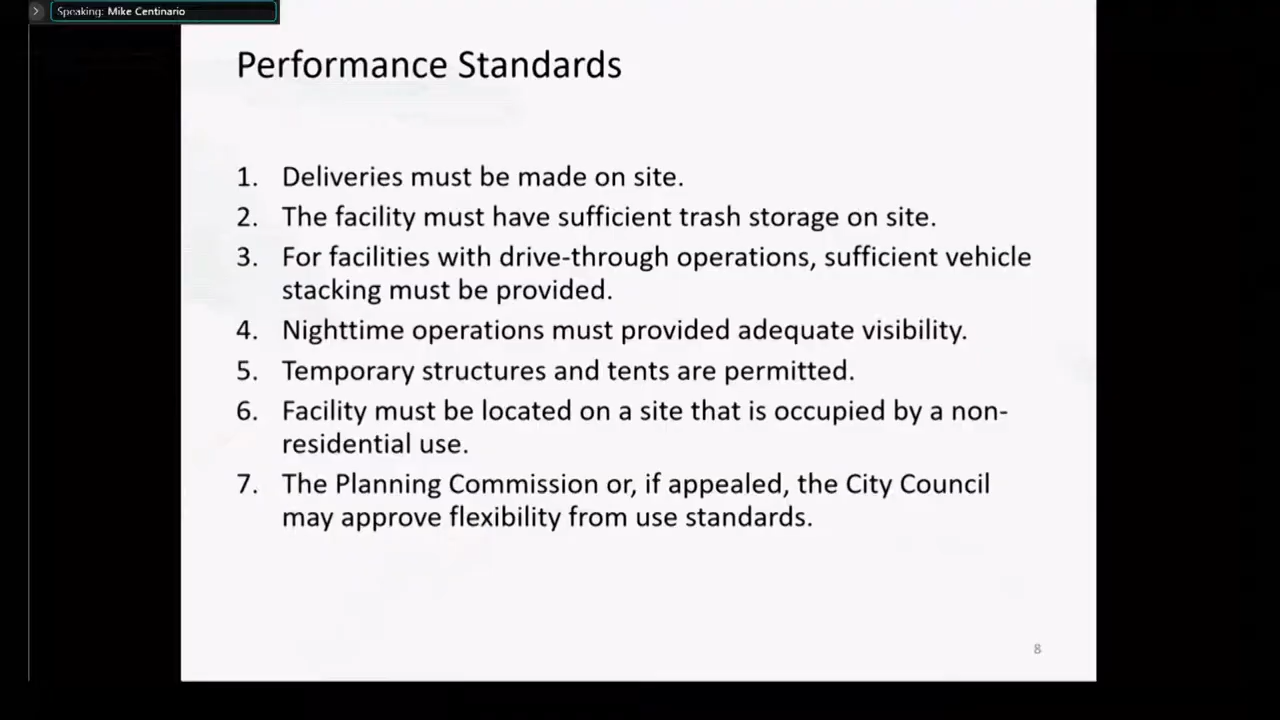 Speaking: Mike Centinario
Performance Standards
1. Deliveries must be made on site.
2. The facility must have sufficient trash storage on site.
3. For facilities with drive-through operations, sufficient vehicle
stacking must be provided.
4. Nighttime operations must provided adequate visibility.
5. Temporary structures and tents are permitted.
6. Facility must be located on a site that is occupied by a non-
residential use.
7. The Planning Commission or, if appealed, the City Council
may approve flexibility from use standards.
8